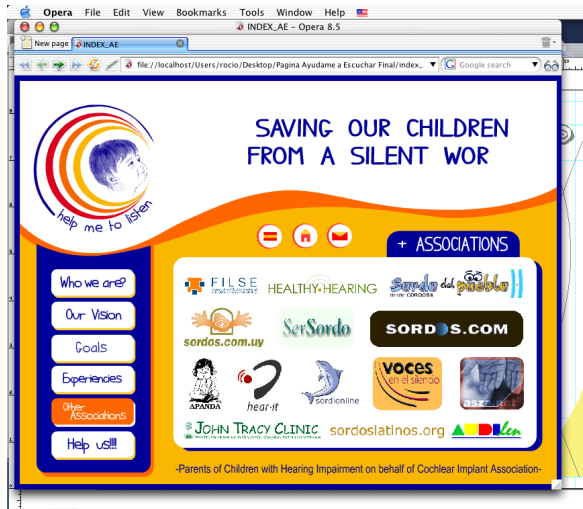 Opera File Edit View Bookmarks Tools Window Help
INDEX_AE – Opera 8.5
New page INDEX_AE
file://localhost/Users/rocio/Desktop/Pagina Ayudame a Escuchar Final/index_ Google search
SAVING OUR CHILDREN
FROM A SILENT WOR
help me to listen
+ ASSOCIATIONS
Who we are?
Our Vision
Goals
Experiencies
Other
Associations
Help us!!!
FILSE
HEALTHY HEARING
Sordo del Pueblo
desde CORDOBA
sordos.com.uy
SerSordo
SORDOS.COM
APANDA
hear-it
sordionline
voces
en el silencio
JOHN TRACY CLINIC
sordoslatinos.org
-Parents of Children with Hearing Impairment on behalf of Cochlear Implant Association-